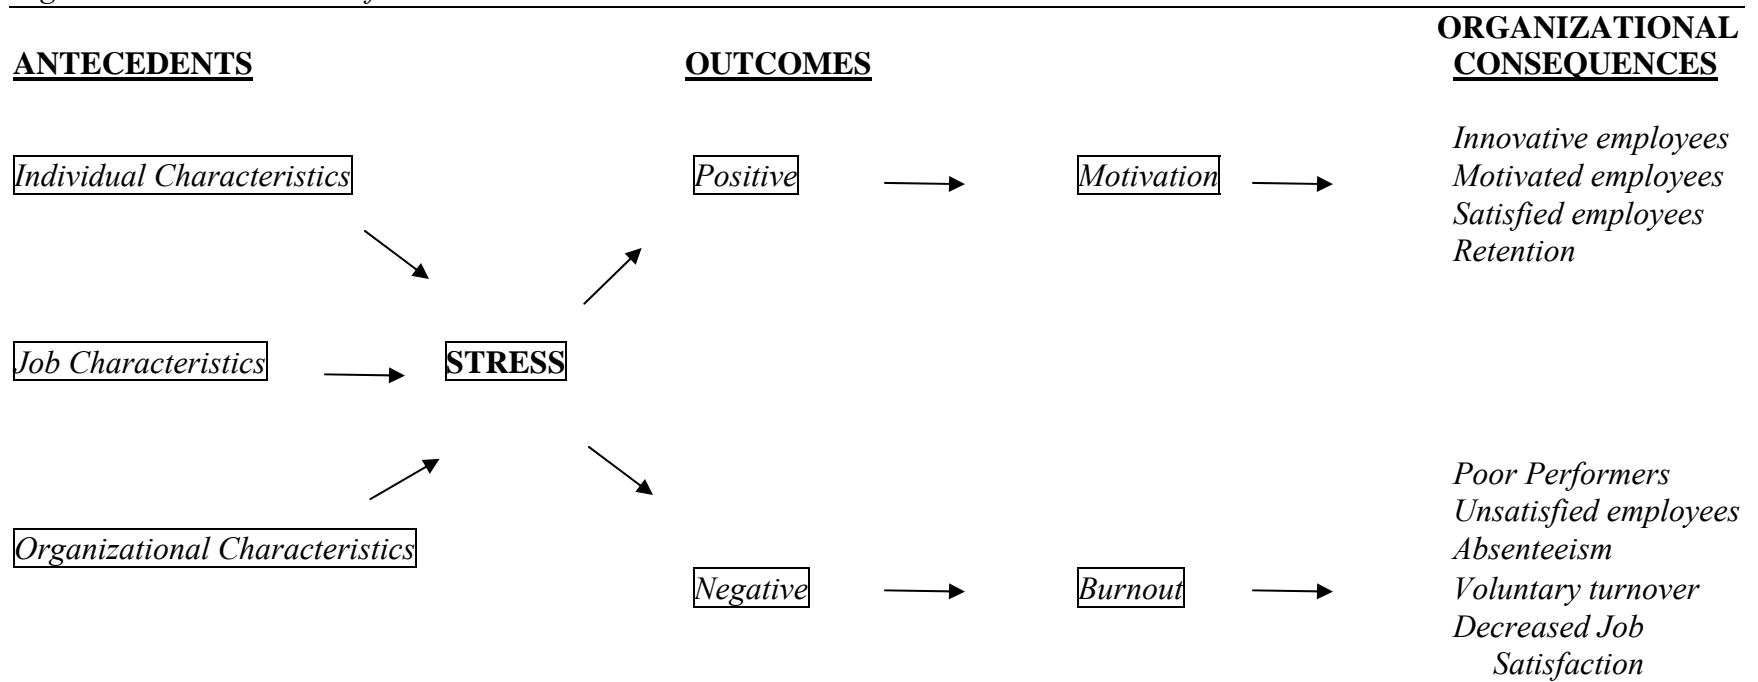 ANTECEDENTS
OUTCOMES
ORGANIZATIONAL
CONSEQUENCES
Individual Characteristics
Positive
Motivation
Innovative employees
Motivated employees
Satisfied employees
Retention
Job Characteristics
STRESS
Organizational Characteristics
Negative
Burnout
Poor Performers
Unsatisfied employees
Absenteeism
Voluntary turnover
Decreased Job
Satisfaction